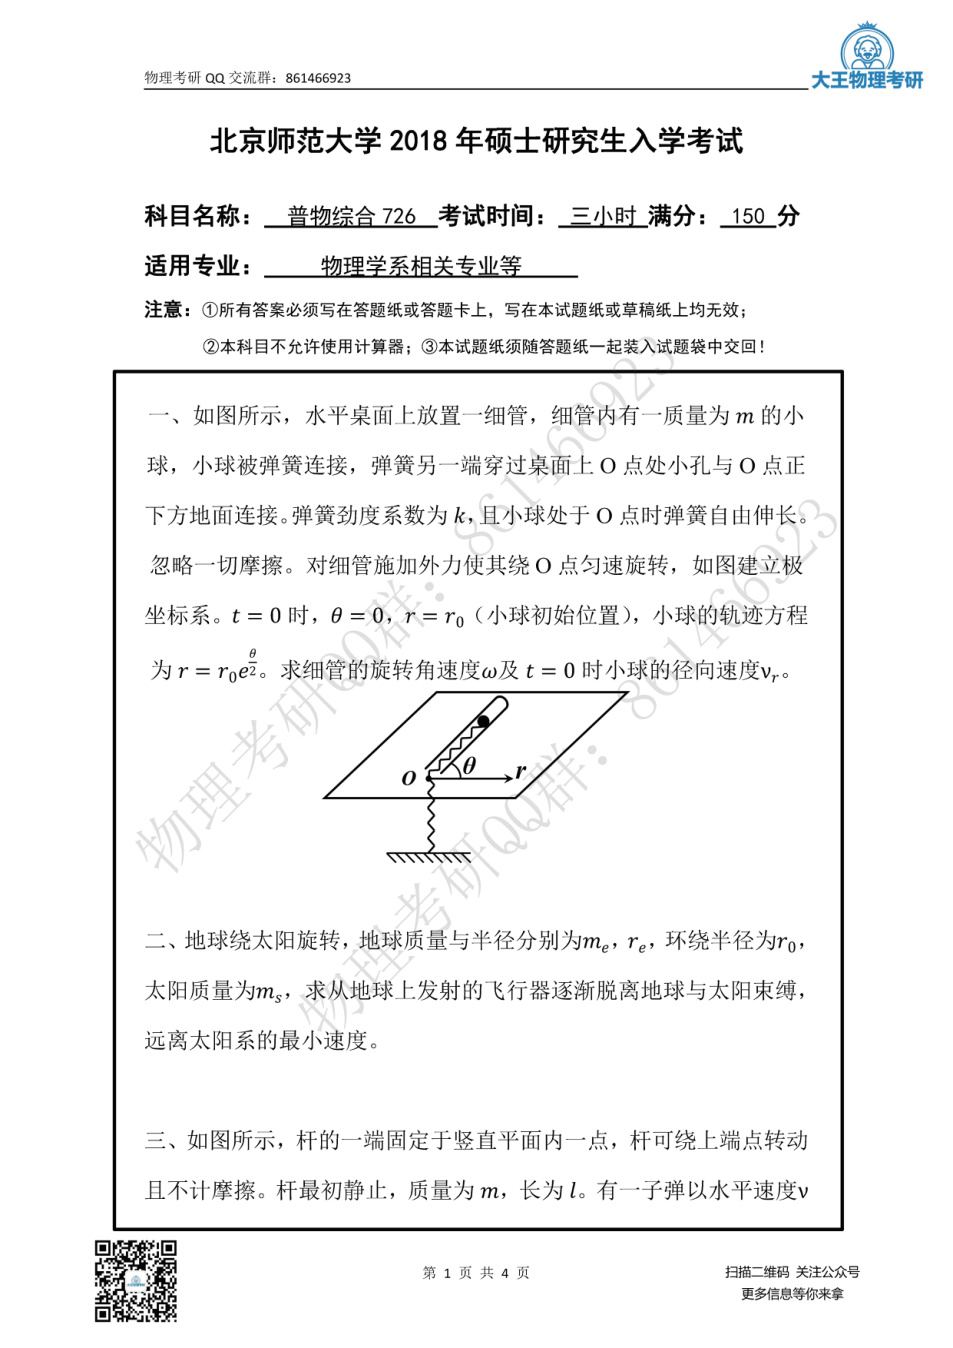 物理考研 QQ 交流群：861466923
大王物理考研
北京师范大学 2018 年硕士研究生入学考试
科目名称： 普物综合 726 考试时间： 三小时 满分： 150 分
适用专业： 物理学系相关专业等
注意：①所有答案必须写在答题纸或答题卡上，写在本试题纸或草稿纸上均无效；
②本科目不允许使用计算器；③本试题纸须随答题纸一起装入试题袋中交回！
一、如图所示，水平桌面上放置一细管，细管内有一质量为 m 的小
球，小球被弹簧连接，弹簧另一端穿过桌面上 O 点处小孔与 O 点正
下方地面连接。弹簧劲度系数为 k，且小球处于 O 点时弹簧自由伸长。
忽略一切摩擦。对细管施加外力使其绕 O 点匀速旋转，如图建立极
坐标系。t = 0 时，θ = 0，r = r₀（小球初始位置），小球的轨迹方程
为 r = r₀e^(θ/2)。求细管的旋转角速度ω及 t = 0 时小球的径向速度vᵣ。
O θ r
二、地球绕太阳旋转，地球质量与半径分别为mₑ，rₑ，环绕半径为r₀，
太阳质量为mₛ，求从地球上发射的飞行器逐渐脱离地球与太阳束缚，
远离太阳系的最小速度。
三、如图所示，杆的一端固定于竖直平面内一点，杆可绕上端点转动
且不计摩擦。杆最初静止，质量为 m，长为 l。有一子弹以水平速度v
物理考研QQ群：861466923
物理考研QQ群：861466923
大王物理考研
第 1 页 共 4 页
扫描二维码 关注公众号
更多信息等你来拿